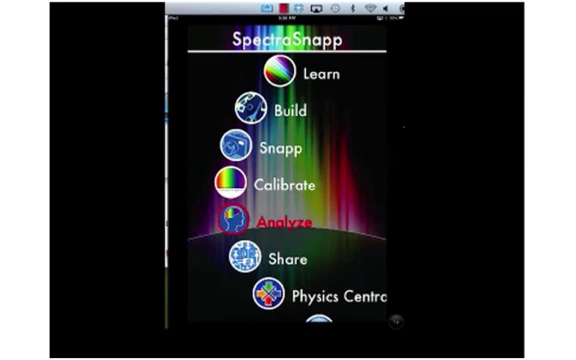 SpectraSnapp
Learn
Build
Snapp
Calibrate
Analyze
Share
Physics Centra